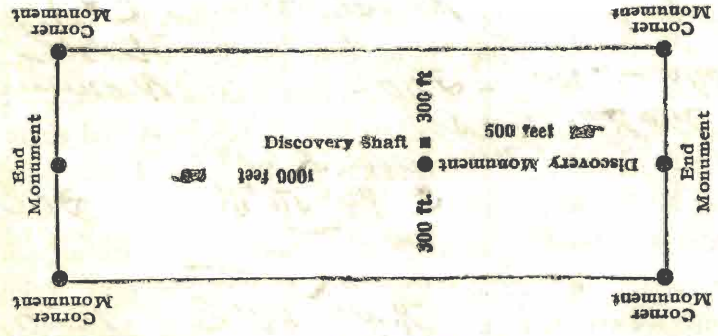 Corner
Monument
Corner
Monument
End
Monument
Discovery Shaft
300 ft
500 feet
1000 feet
Discovery Monument
300 ft.
End
Monument
Corner
Monument
Corner
Monument